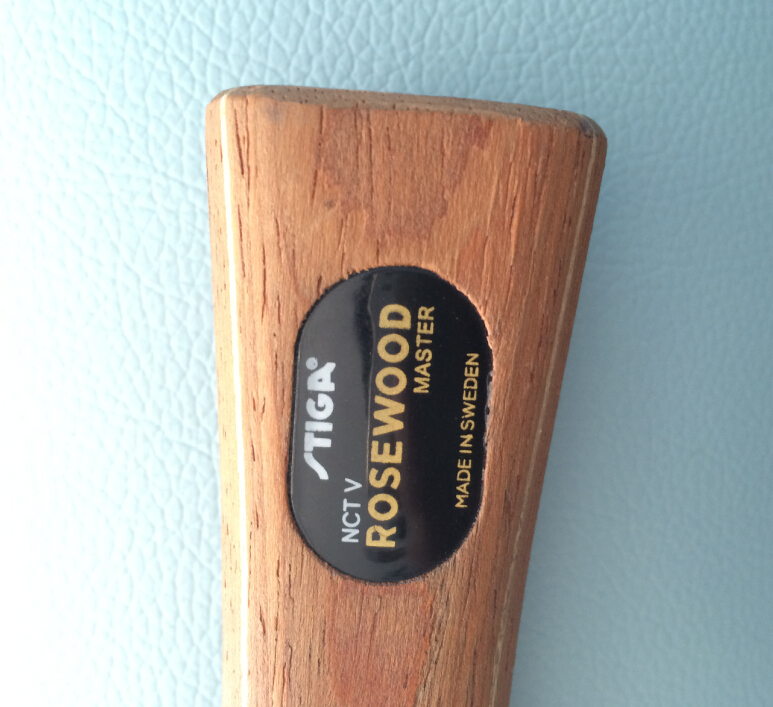 STIGA®
NCT V
ROSEWOOD
MASTER
MADE IN SWEDEN